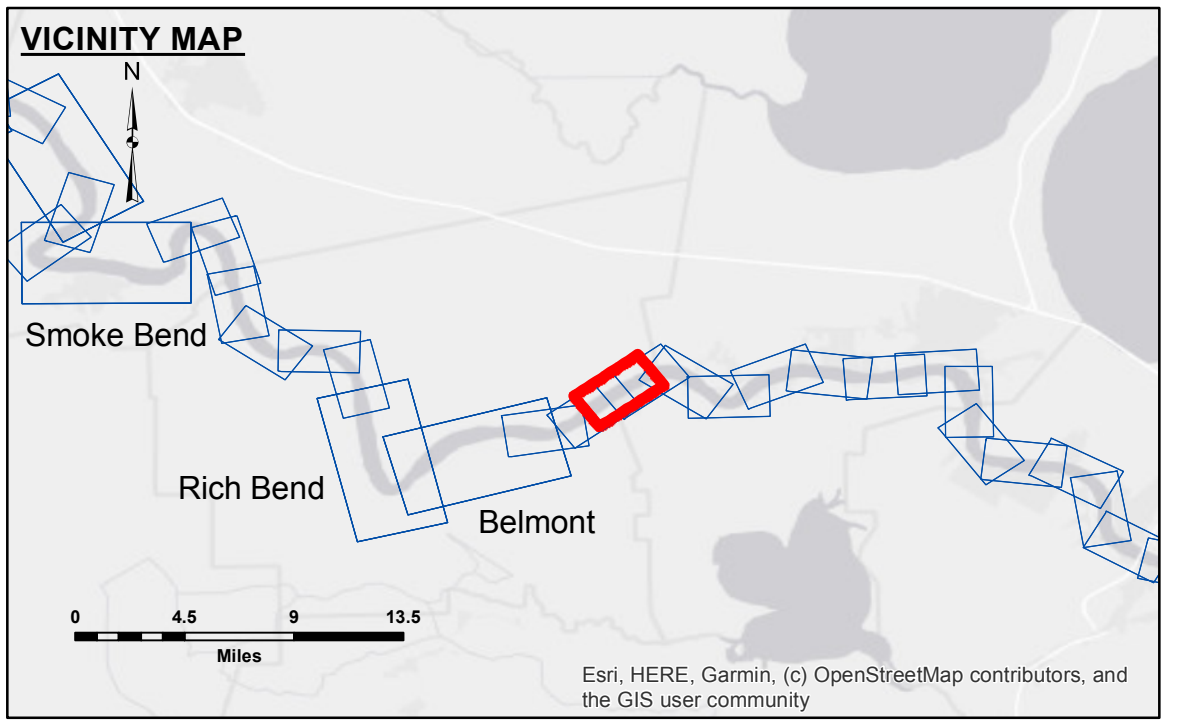 VICINITY MAP
N
Smoke Bend
Rich Bend
Belmont
0 4.5 9 13.5
Miles
Esri, HERE, Garmin, (c) OpenStreetMap contributors, and
the GIS user community